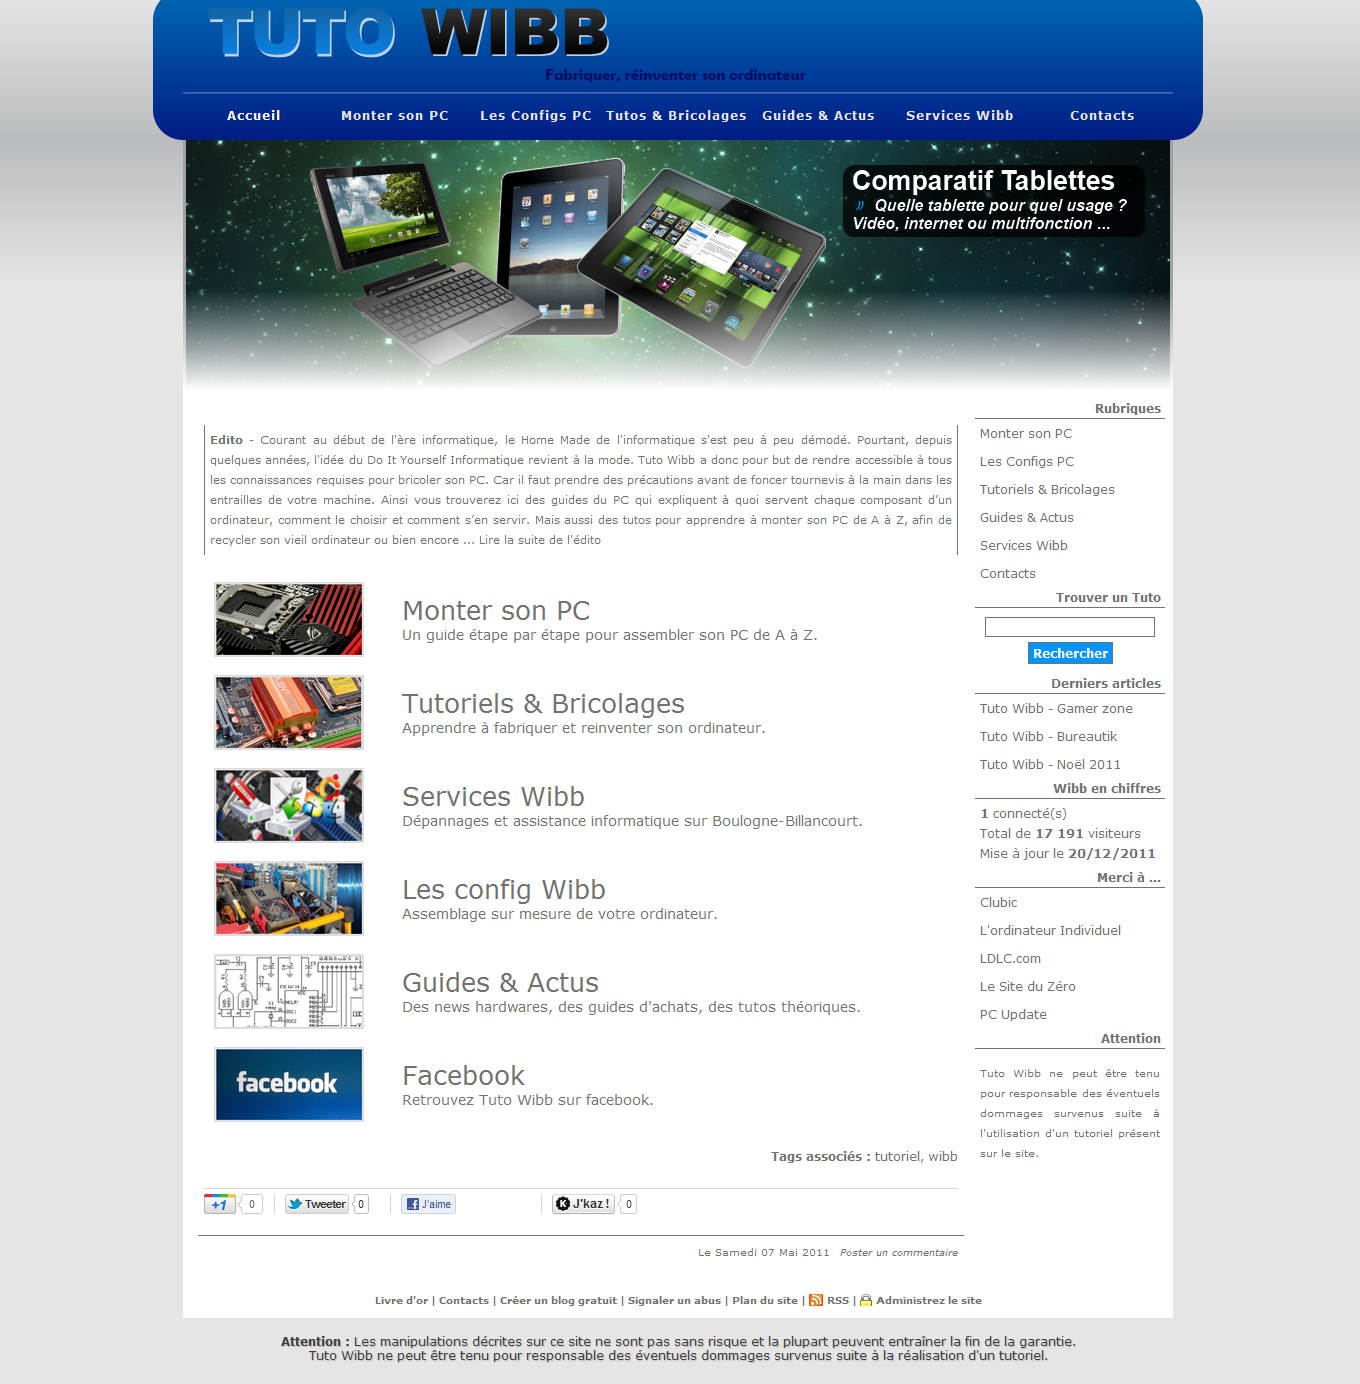 TUTO WIBB
Fabriquer, réinventer son ordinateur
Accueil Monter son PC Les Configs PC Tutos & Bricolages Guides & Actus Services Wibb Contacts
Comparatif Tablettes
Quelle tablette pour quel usage ?
Vidéo, internet ou multifonction ...
Edito - Courant au début de l'ère informatique, le Home Made de l'informatique s'est peu à peu démodé. Pourtant, depuis
quelques années, l'idée du Do It Yourself Informatique revient à la mode. Tuto Wibb a donc pour but de rendre accessible à tous
les connaissances requises pour bricoler son PC. Car il faut prendre des précautions avant de foncer tournevis à la main dans les
entrailles de votre machine. Ainsi vous trouverez ici des guides du PC qui expliquent à quoi servent chaque composant d’un
ordinateur, comment le choisir et comment s’en servir. Mais aussi des tutos pour apprendre à monter son PC de A à Z, afin de
recycler son vieil ordinateur ou bien encore ... Lire la suite de l'édito
Monter son PC
Un guide étape par étape pour assembler son PC de A à Z.
Tutoriels & Bricolages
Apprendre à fabriquer et reinventer son ordinateur.
Services Wibb
Dépannages et assistance informatique sur Boulogne-Billancourt.
Les config Wibb
Assemblage sur mesure de votre ordinateur.
Guides & Actus
Des news hardwares, des guides d'achats, des tutos théoriques.
facebook
Facebook
Retrouvez Tuto Wibb sur facebook.
Tags associés : tutoriel, wibb
+1 0 Tweeter 0 J'aime J'kaz ! 0
Le Samedi 07 Mai 2011 Poster un commentaire
Rubriques
Monter son PC
Les Configs PC
Tutoriels & Bricolages
Guides & Actus
Services Wibb
Contacts
Trouver un Tuto
Rechercher
Derniers articles
Tuto Wibb - Gamer zone
Tuto Wibb - Bureautik
Tuto Wibb - Noël 2011
Wibb en chiffres
1 connecté(s)
Total de 17 191 visiteurs
Mise à jour le 20/12/2011
Merci à ...
Clubic
L'ordinateur Individuel
LDLC.com
Le Site du Zéro
PC Update
Attention
Tuto Wibb ne peut être tenu
pour responsable des éventuels
dommages survenus suite à
l'utilisation d'un tutoriel présent
sur le site.
Livre d'or | Contacts | Créer un blog gratuit | Signaler un abus | Plan du site | RSS | Administrez le site
Attention : Les manipulations décrites sur ce site ne sont pas sans risque et la plupart peuvent entraîner la fin de la garantie.
Tuto Wibb ne peut être tenu pour responsable des éventuels dommages survenus suite à la réalisation d'un tutoriel.